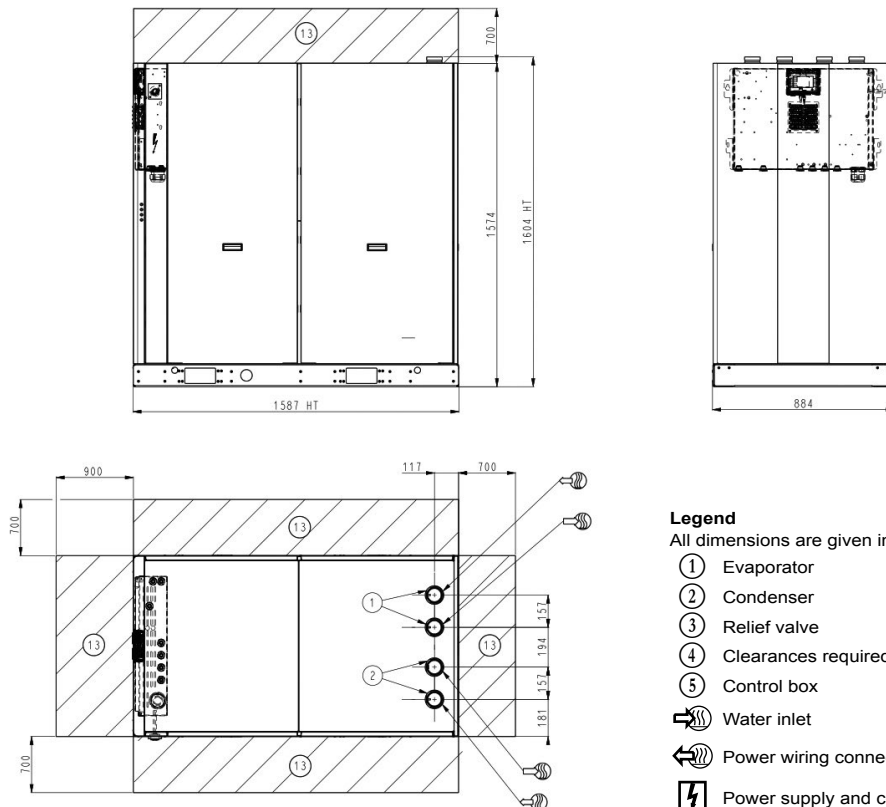 13
700
1574
1604 HT
1587 HT
884
900
117
700
700
13
1
157
13
194
13
2
157
181
13
700
Legend
All dimensions are given in
1 Evaporator
2 Condenser
3 Relief valve
4 Clearances required
5 Control box
Water inlet
Power wiring conne
Power supply and c